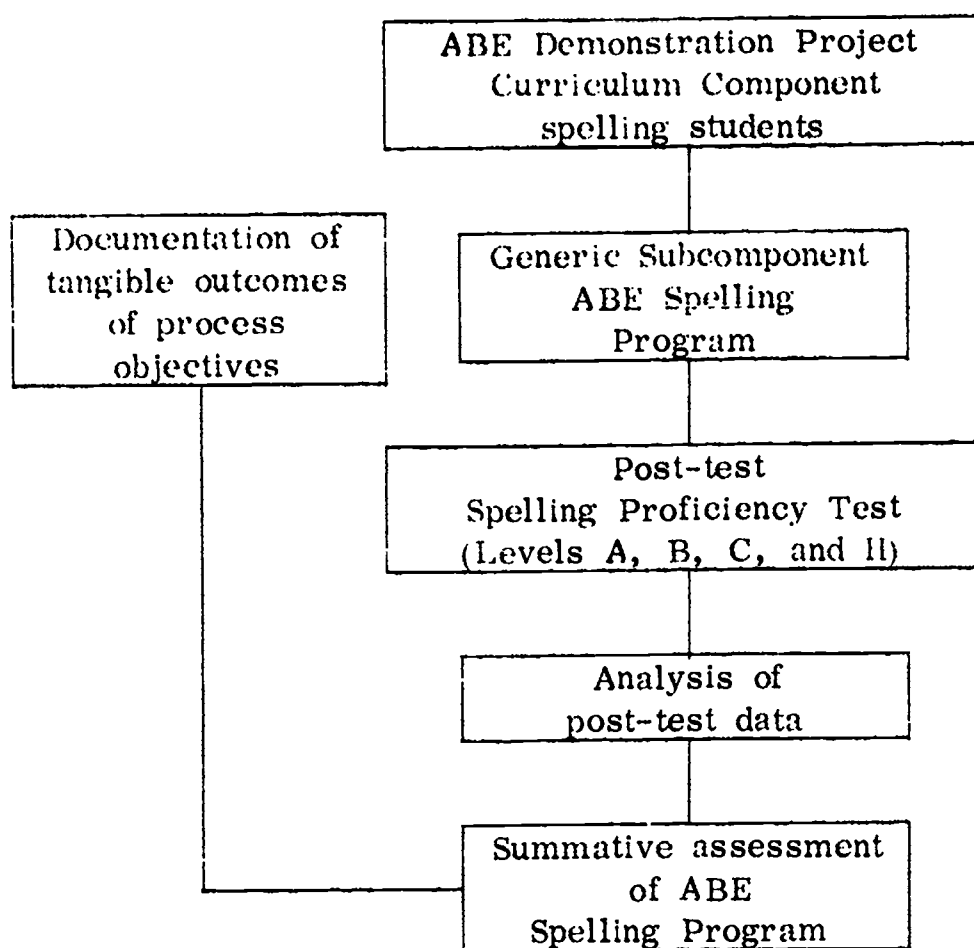 ABE Demonstration Project
Curriculum Component
spelling students
Documentation of
tangible outcomes
of process
objectives
Generic Subcomponent
ABE Spelling
Program
Post-test
Spelling Proficiency Test
(Levels A, B, C, and II)
Analysis of
post-test data
Summative assessment
of ABE
Spelling Program